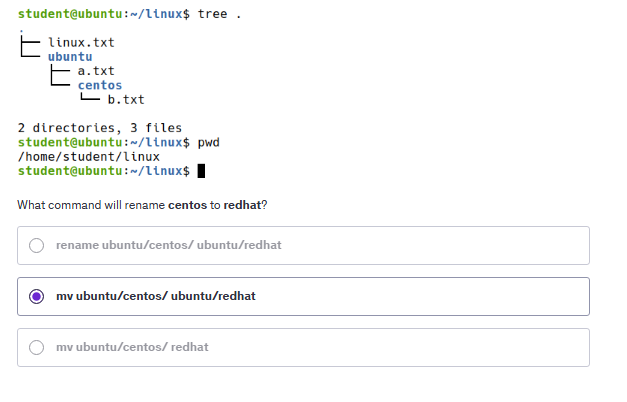 student@ubuntu:~/linux$ tree .
.
├── linux.txt
└── ubuntu
    ├── a.txt
    └── centos
        └── b.txt
2 directories, 3 files
student@ubuntu:~/linux$ pwd
/home/student/linux
student@ubuntu:~/linux$
What command will rename centos to redhat?
rename ubuntu/centos/ ubuntu/redhat
mv ubuntu/centos/ ubuntu/redhat
mv ubuntu/centos/ redhat